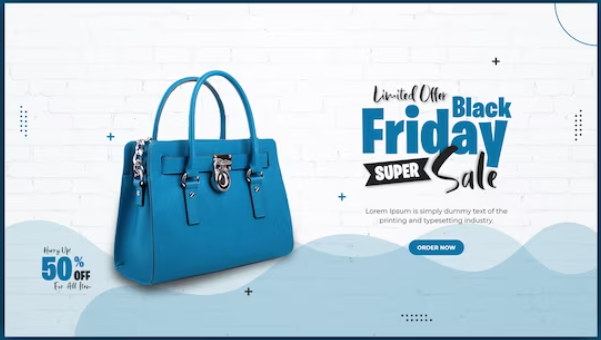 Limited Offer
Black
Friday
SUPER Sale
Lorem Ipsum is simply dummy text of the
printing and typesetting industry.
ORDER NOW
Hurry Up!
50% OFF
For All Item